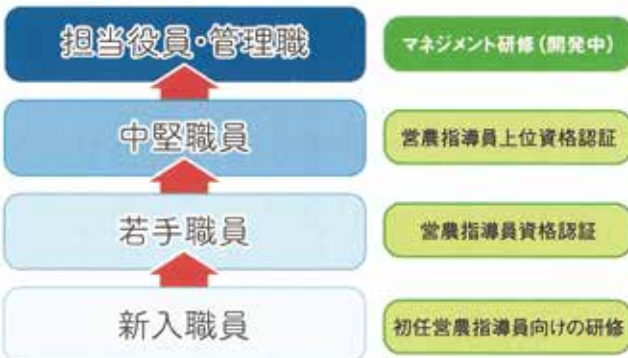 担当役員・管理職
マネジメント研修(開発中)
中堅職員
営農指導員上位資格認証
若手職員
営農指導員資格認証
新入職員
初任営農指導員向けの研修